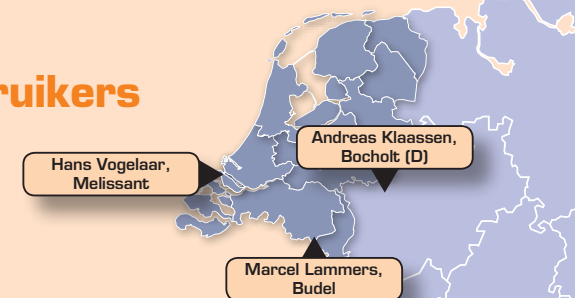 ruikers
Andreas Klaassen,
Bocholt (D)
Hans Vogelaar,
Melissant
Marcel Lammers,
Budel